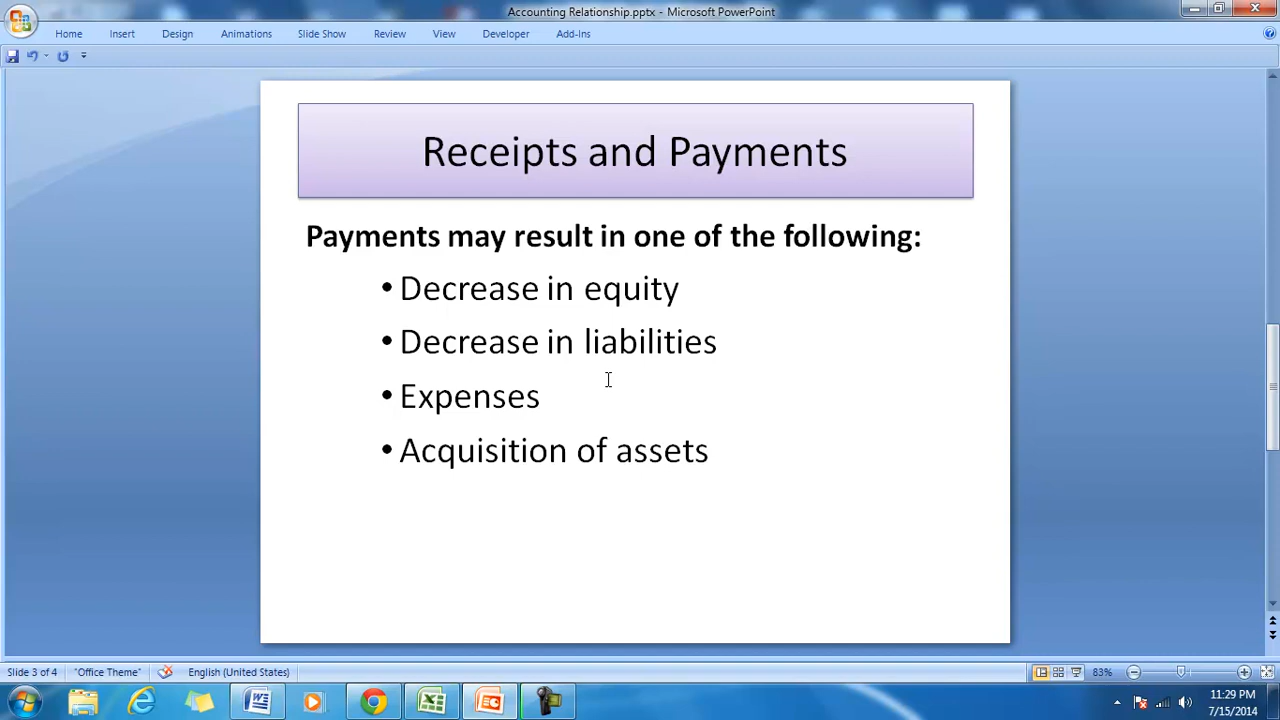 Accounting Relationship.pptx - Microsoft PowerPoint
Home Insert Design Animations Slide Show Review View Developer Add-Ins
Receipts and Payments
Payments may result in one of the following:
• Decrease in equity
• Decrease in liabilities
• Expenses
• Acquisition of assets
Slide 3 of 4 "Office Theme" English (United States) 83%
11:29 PM
7/15/2014